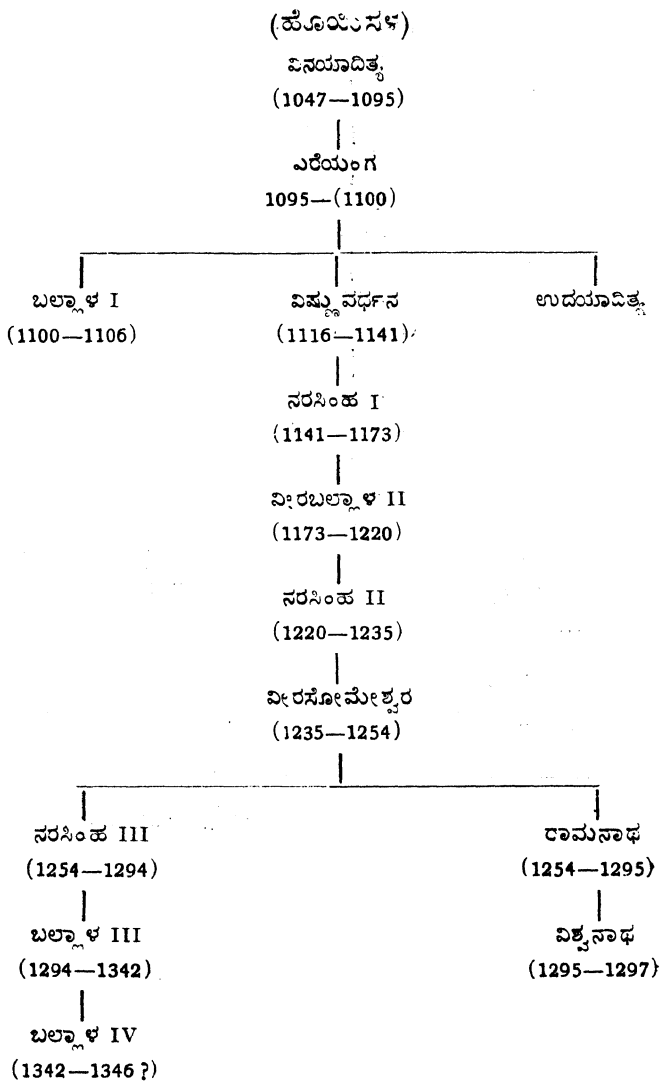 (ಹೊಯಿಸಳ)
ವಿನಯಾದಿತ್ಯ
(1047—1095)
ಎರೆಯಂಗ
1095—(1100)
ಬಲ್ಲಾಳ I ವಿಷ್ಣುವರ್ಧನ ಉದಯಾದಿತ್ಯ
(1100—1106) (1116—1141)
ನರಸಿಂಹ I
(1141—1173)
ವೀರಬಲ್ಲಾಳ II
(1173—1220)
ನರಸಿಂಹ II
(1220—1235)
ವೀರಸೋಮೇಶ್ವರ
(1235—1254)
ನರಸಿಂಹ III ರಾಮನಾಥ
(1254—1294) (1254—1295)
ಬಲ್ಲಾಳ III ವಿಶ್ವನಾಥ
(1294—1342) (1295—1297)
ಬಲ್ಲಾಳ IV
(1342—1346?)